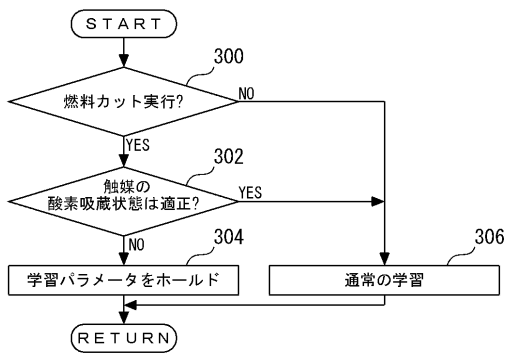 START
300
燃料カット実行?
NO
YES
302
触媒の
酸素吸蔵状態は適正?
YES
NO
304
306
学習パラメータをホールド
通常の学習
RETURN